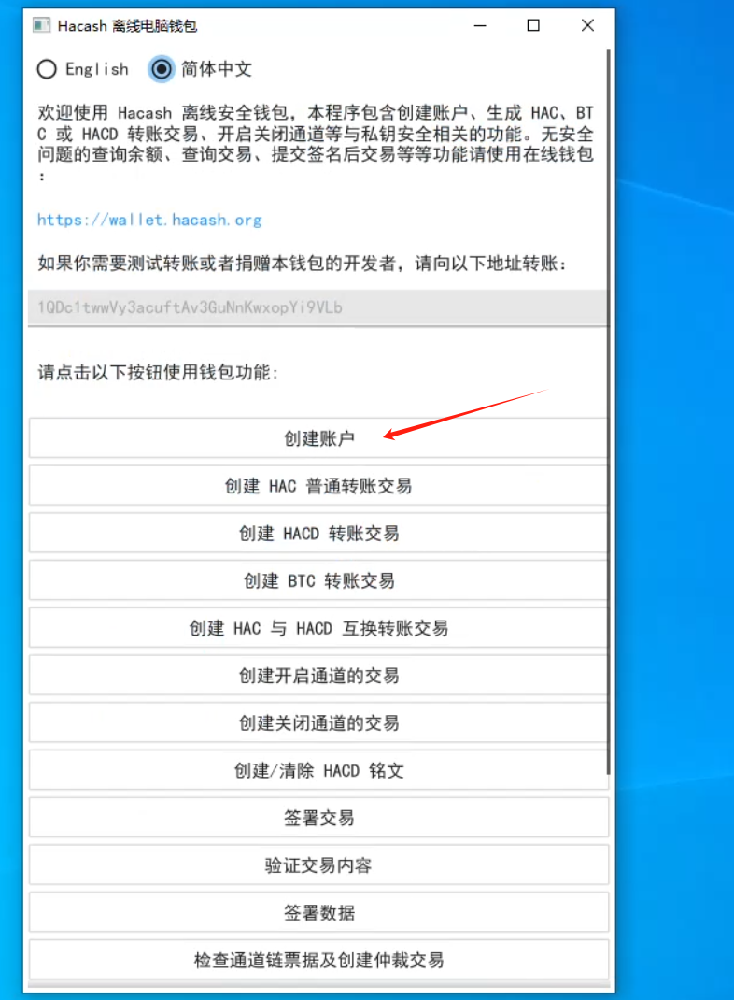 Hacash 离线电脑钱包
English 简体中文
欢迎使用 Hacash 离线安全钱包，本程序包含创建账户、生成 HAC、BT
C 或 HACD 转账交易、开启关闭通道等与私钥安全相关的功能。无安全
问题的查询余额、查询交易、提交签名后交易等等功能请使用在线钱包
：
https://wallet.hacash.org
如果你需要测试转账或者捐赠本钱包的开发者，请向以下地址转账：
1QDc1twwVy3acuftAv3GuNnKwxopYi9VLb
请点击以下按钮使用钱包功能:
创建账户
创建 HAC 普通转账交易
创建 HACD 转账交易
创建 BTC 转账交易
创建 HAC 与 HACD 互换转账交易
创建开启通道的交易
创建关闭通道的交易
创建/清除 HACD 铭文
签署交易
验证交易内容
签署数据
检查通道链票据及创建仲裁交易